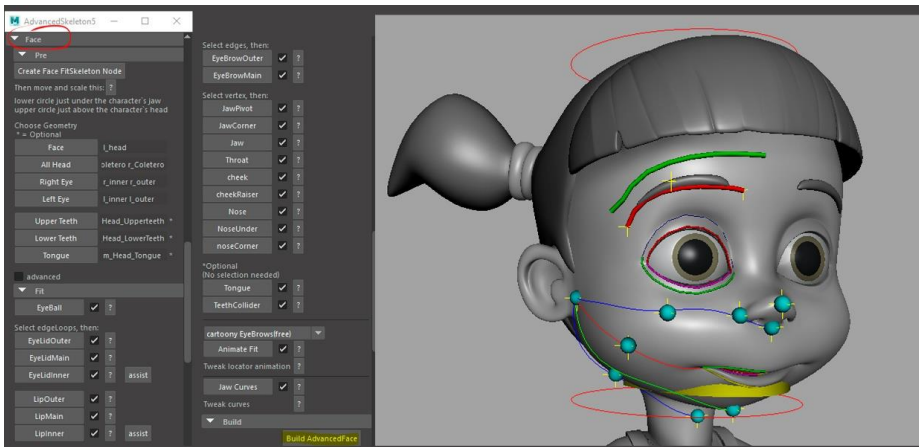 AdvancedSkeleton5
Face
Pre
Create Face FitSkeleton Node
Then move and scale this: ?
lower circle just under the character's jaw
upper circle just above the character's head
Choose Geometry
* = Optional
Face l_head
All Head oletero r_Coletero
Right Eye r_inner r_outer
Left Eye l_inner l_outer
Upper Teeth Head_Upperteeth *
Lower Teeth Head_LowerTeeth *
Tongue m_Head_Tongue *
advanced
Fit
EyeBall ?
Select edgeLoops, then:
EyeLidOuter ?
EyeLidMain ?
EyeLidInner ? assist
LipOuter ?
LipMain ?
LipInner ? assist
Select edges, then:
EyeBrowOuter ?
EyeBrowMain ?
Select vertex, then:
JawPivot ?
JawCorner ?
Jaw ?
Throat ?
cheek ?
cheekRaiser ?
Nose ?
NoseUnder ?
noseCorner ?
*Optional
(No selection needed)
Tongue ?
TeethCollider ?
cartoony EyeBrows(free)
Animate Fit ?
Tweak locator animation ?
Jaw Curves ?
Tweak curves ?
Build
Build AdvancedFace